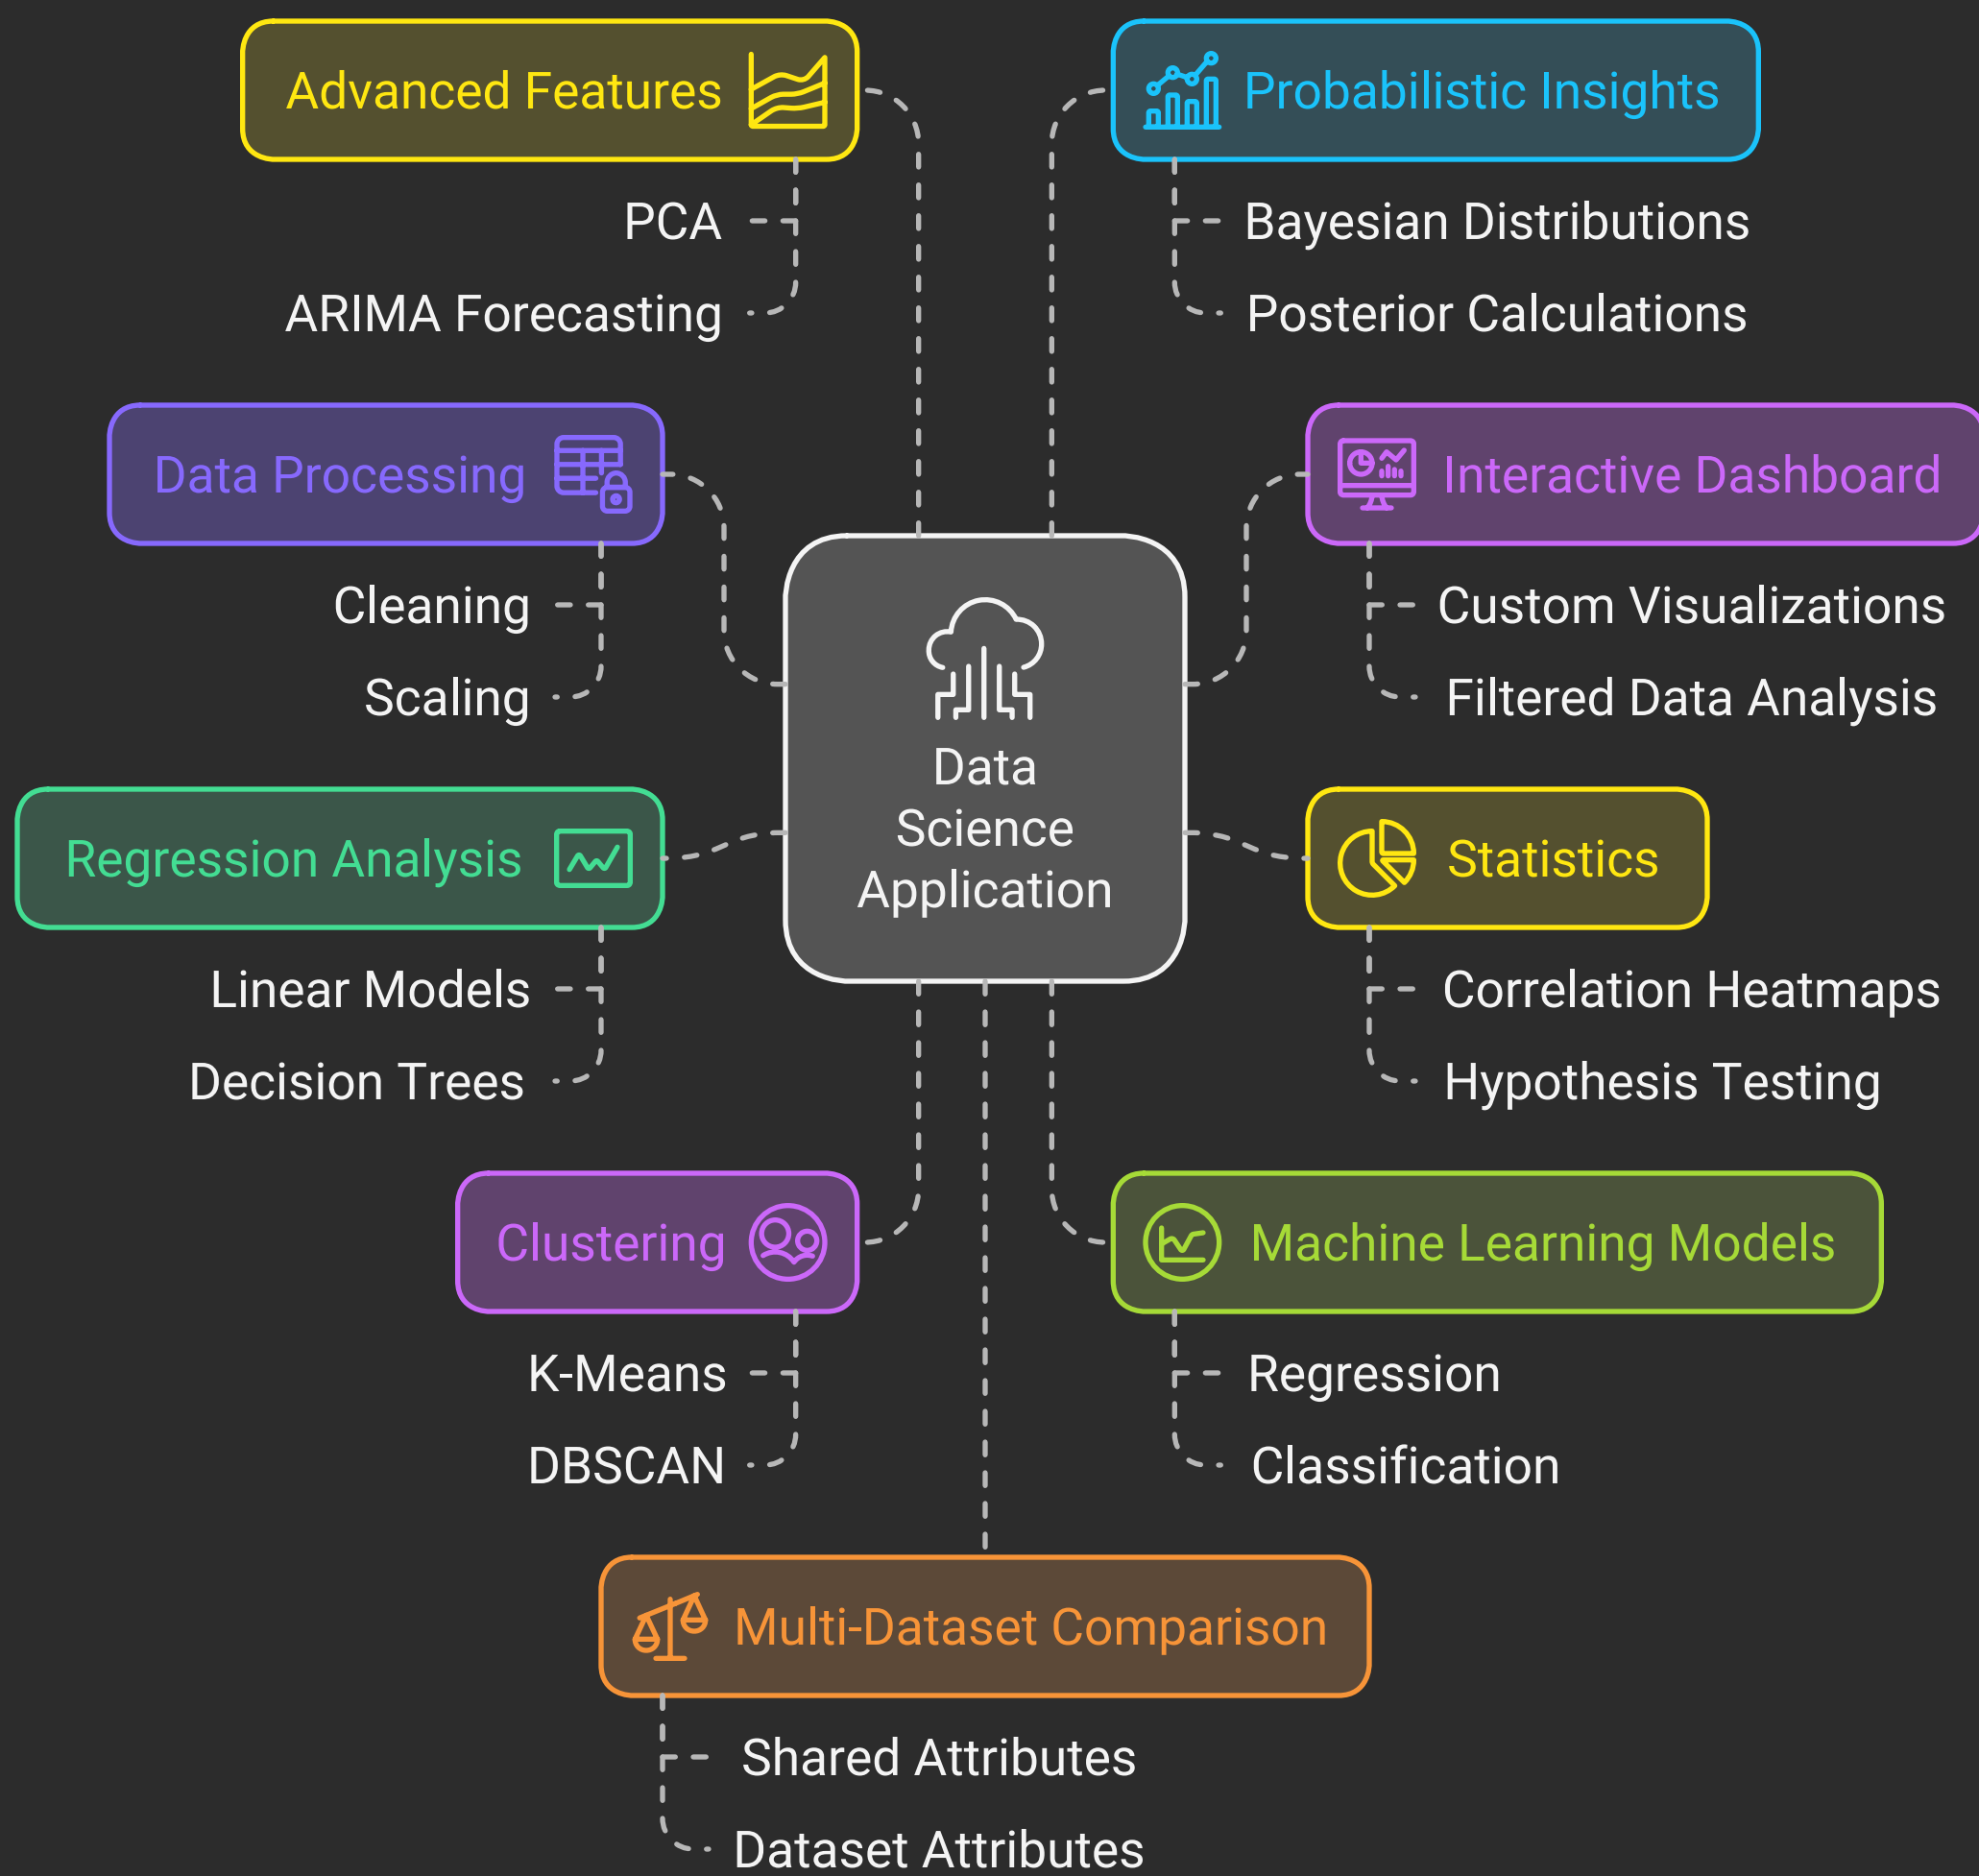 Advanced Features
PCA
ARIMA Forecasting
Probabilistic Insights
Bayesian Distributions
Posterior Calculations
Data Processing
Cleaning
Scaling
Interactive Dashboard
Custom Visualizations
Filtered Data Analysis
Data
Science
Application
Regression Analysis
Linear Models
Decision Trees
Statistics
Correlation Heatmaps
Hypothesis Testing
Clustering
K-Means
DBSCAN
Machine Learning Models
Regression
Classification
Multi-Dataset Comparison
Shared Attributes
Dataset Attributes